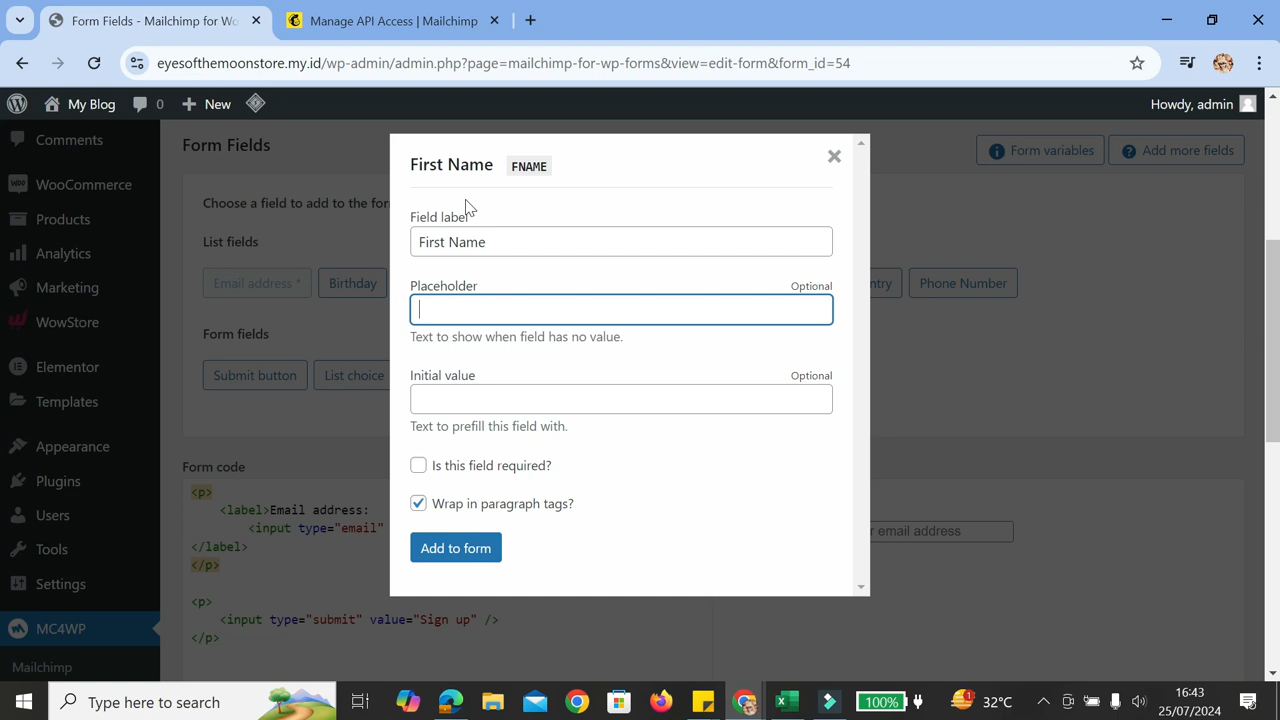 Form Fields - Mailchimp for Wo
Manage API Access | Mailchimp
eyesofthemoonstore.my.id/wp-admin/admin.php?page=mailchimp-for-wp-forms&view=edit-form&form_id=54
My Blog
0
New
Howdy, admin
Comments
WooCommerce
Products
Analytics
Marketing
WowStore
Elementor
Templates
Appearance
Plugins
Users
Tools
Settings
MC4WP
Mailchimp
Form Fields
Form variables
Add more fields
Choose a field to add to the for
List fields
Email address *
Birthday
ntry
Phone Number
Form fields
Submit button
List choice
Form code
<p>
<label>Email address:
<input type="email"
</label>
</p>
<p>
<input type="submit" value="Sign up" />
</p>
r email address
First Name FNAME
Field label
First Name
Placeholder
Optional
Text to show when field has no value.
Initial value
Optional
Text to prefill this field with.
Is this field required?
Wrap in paragraph tags?
Add to form
Type here to search
100%
1
32°C
16:43
25/07/2024